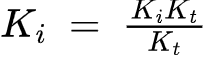 $K_i = \frac{K_i K_t}{K_t}$